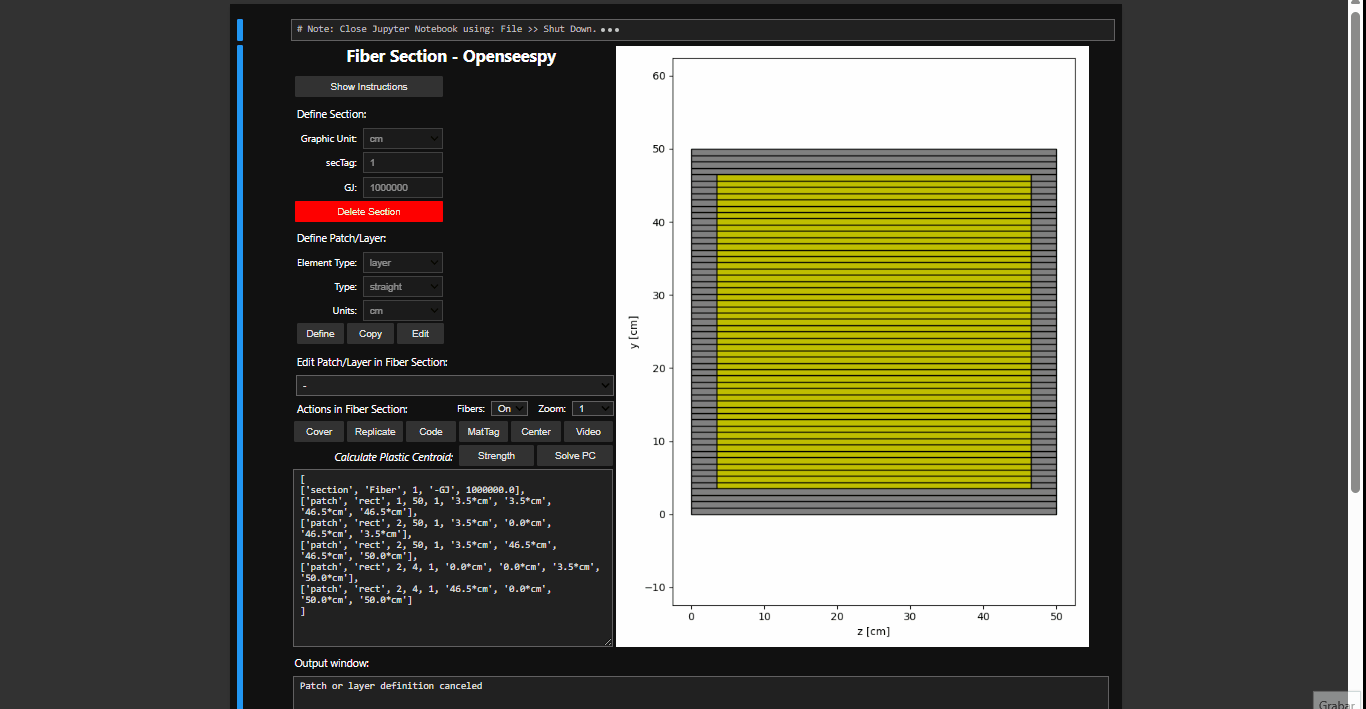 # Note: Close Jupyter Notebook using: File >> Shut Down. •••
Fiber Section - Openseespy
Show Instructions
Define Section:
Graphic Unit: cm
secTag: 1
GJ: 1000000
Delete Section
Define Patch/Layer:
Element Type: layer
Type: straight
Units: cm
Define Copy Edit
Edit Patch/Layer in Fiber Section:
-
Actions in Fiber Section: Fibers: On Zoom: 1
Cover Replicate Code MatTag Center Video
Calculate Plastic Centroid: Strength Solve PC
[
['section', 'Fiber', 1, '-GJ', 1000000.0],
['patch', 'rect', 1, 50, 1, '3.5*cm', '3.5*cm',
'46.5*cm', '46.5*cm'],
['patch', 'rect', 2, 50, 1, '3.5*cm', '0.0*cm',
'46.5*cm', '3.5*cm'],
['patch', 'rect', 2, 50, 1, '3.5*cm', '46.5*cm',
'46.5*cm', '50.0*cm'],
['patch', 'rect', 2, 4, 1, '0.0*cm', '0.0*cm', '3.5*cm',
'50.0*cm'],
['patch', 'rect', 2, 4, 1, '46.5*cm', '0.0*cm',
'50.0*cm', '50.0*cm']
]
60
50
40
30
20
10
0
−10
y [cm]
0 10 20 30 40 50
z [cm]
Output window:
Patch or layer definition canceled
Grabar